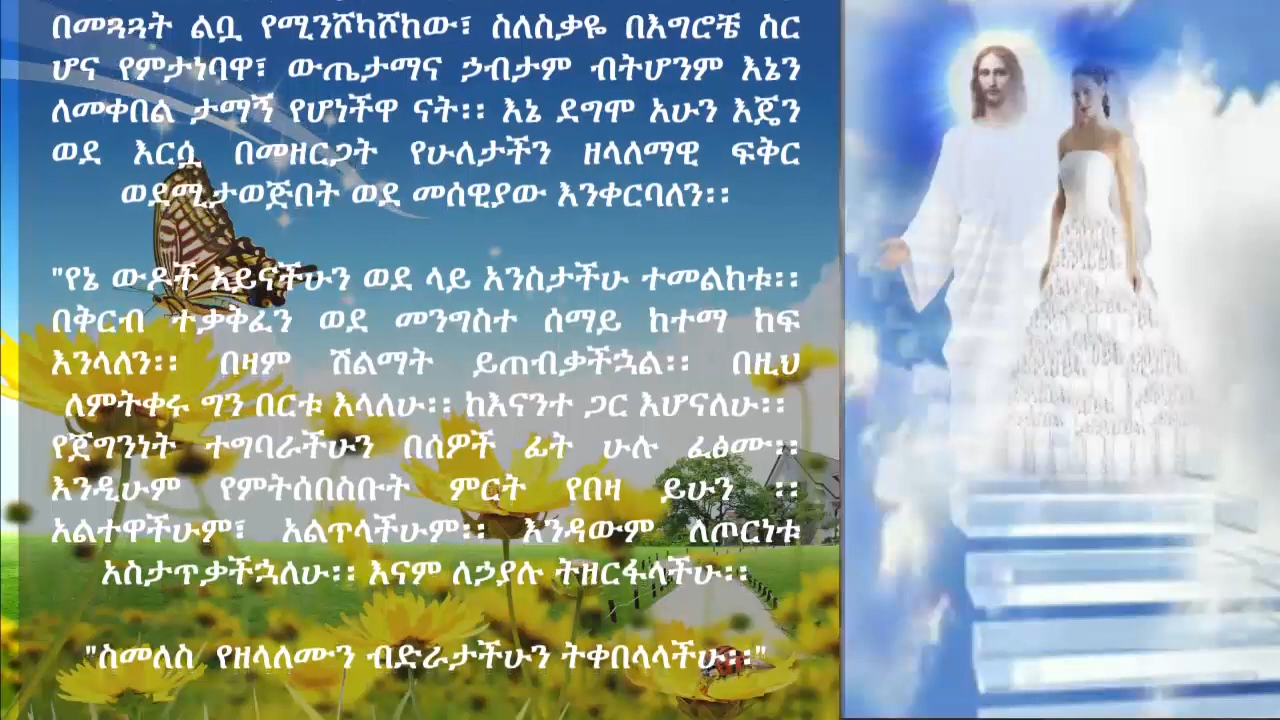 በመጓጓት ልቧ የሚንሾካሾከው፣ ስለስቃዬ በእግሮቼ ስር
ሆና የምታነባዋ፣ ውጤታማና ኃብታም ብትሆንም እኔን
ለመቀበል ታማኝ የሆነችዋ ናት፡፡ እኔ ደግሞ አሁን እጄን
ወደ እርሷ በመዘርጋት የሁለታችን ዘላለማዊ ፍቅር
ወደሚታወጅበት ወደ መሰዊያው እንቀርባለን፡፡
"የኔ ውዶች አይናችሁን ወደ ላይ አንስታችሁ ተመልከቱ፡፡
በቅርብ ተቃቅፈን ወደ መንግስተ ሰማይ ከተማ ከፍ
እንላለን፡፡ በዛም ሽልማት ይጠብቃችኋል፡፡ በዚህ
ለምትቀሩ ግን በርቱ እላለሁ፡፡ ከእናንተ ጋር እሆናለሁ፡፡
የጀግንነት ተግባራችሁን በሰዎች ፊት ሁሉ ፈፅሙ፡፡
እንዲሁም የምትሰበስቡት ምርት የበዛ ይሁን ፡፡
አልተዋችሁም፣ አልጥላችሁም፡፡ እንዳውም ለጦርነቱ
አስታጥቃችኋለሁ፡፡ እናም ለኃያሉ ትዘርፋላችሁ፡፡
"ስመለስ የዘላለሙን ብድራታችሁን ትቀበላላችሁ፡፡"